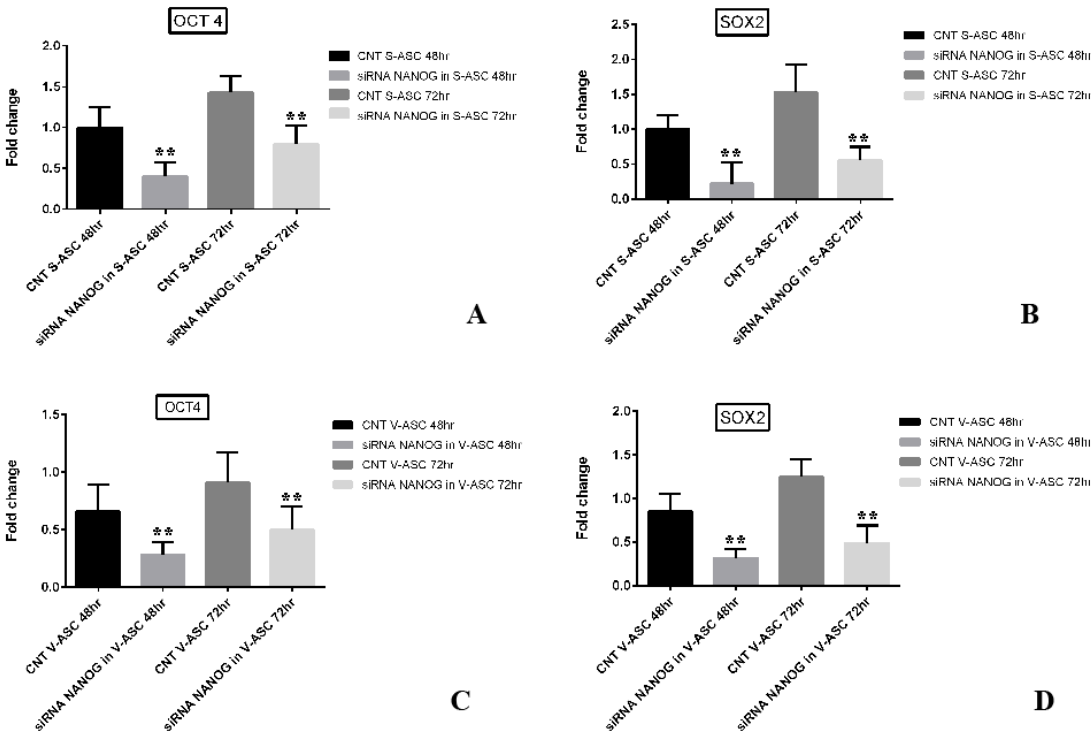 OCT 4
2.0
1.5
1.0
0.5
0.0
Fold change
CNT S-ASC 48hr
siRNA NANOG in S-ASC 48hr
CNT S-ASC 72hr
siRNA NANOG in S-ASC 72hr
**
**
CNT S-ASC 48hr
siRNA NANOG in S-ASC 48hr
CNT S-ASC 72hr
siRNA NANOG in S-ASC 72hr
A
SOX2
2.5
2.0
1.5
1.0
0.5
0.0
Fold change
CNT S-ASC 48hr
siRNA NANOG in S-ASC 48hr
CNT S-ASC 72hr
siRNA NANOG in S-ASC 72hr
**
**
CNT S-ASC 48hr
siRNA NANOG in S-ASC 48hr
CNT S-ASC 72hr
siRNA NANOG in S-ASC 72hr
B
OCT4
1.5
1.0
0.5
0.0
Fold change
CNT V-ASC 48hr
siRNA NANOG in V-ASC 48hr
CNT V-ASC 72hr
siRNA NANOG in V-ASC 72hr
**
**
CNT V-ASC 48hr
siRNA NANOG in V-ASC 48hr
CNT V-ASC 72hr
siRNA NANOG in V-ASC 72hr
C
SOX2
2.0
1.5
1.0
0.5
0.0
Fold change
CNT V-ASC 48hr
siRNA NANOG in V-ASC 48hr
CNT V-ASC 72hr
siRNA NANOG in V-ASC 72hr
**
**
CNT V-ASC 48hr
siRNA NANOG in V-ASC 48hr
CNT V-ASC 72hr
siRNA NANOG in V-ASC 72hr
D